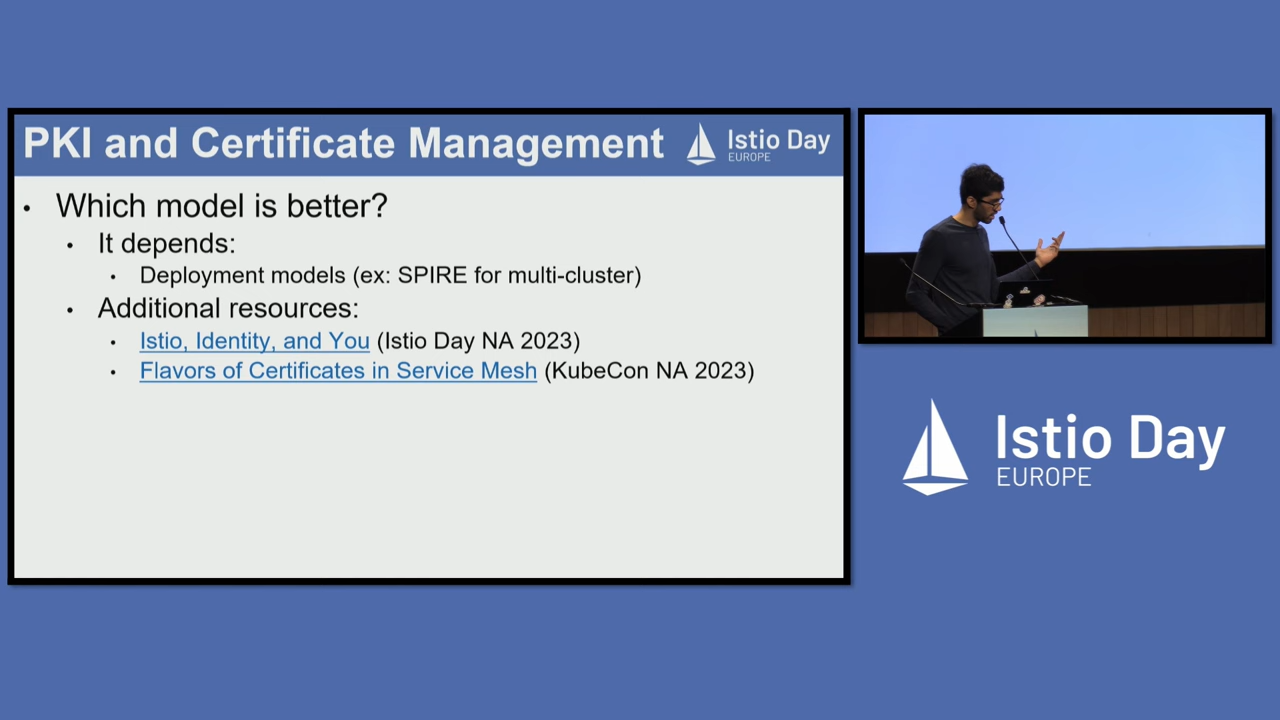 PKI and Certificate Management
Istio Day
EUROPE
• Which model is better?
• It depends:
• Deployment models (ex: SPIRE for multi-cluster)
• Additional resources:
• Istio, Identity, and You (Istio Day NA 2023)
• Flavors of Certificates in Service Mesh (KubeCon NA 2023)
Istio Day
EUROPE